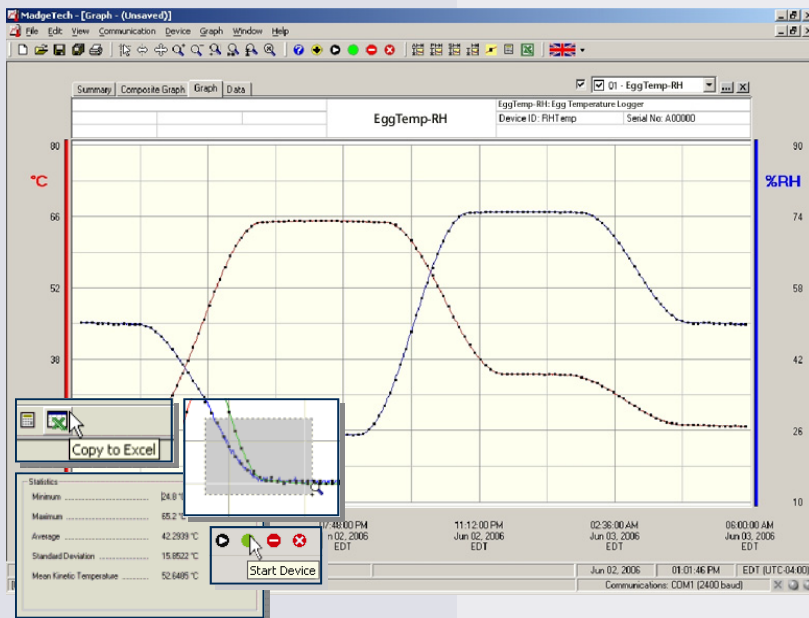 MadgeTech - [Graph - (Unsaved)]
File Edit View Communication Device Graph Window Help
Summary Composite Graph Graph Data
01 - EggTemp-RH
EggTemp-RH
EggTemp-RH: Egg Temperature Logger
Device ID: RHTemp Serial No: A00000
80
90
°C
%RH
66
74
52
58
38
42
26
10
Copy to Excel
Statistics
Minimum
24.8
Maximum
65.2 °C
Average
42.2939 °C
Standard Deviation
15.8522 °C
Mean Kinetic Temperature
52.6485 °C
Start Device
7:48:00 PM 11:12:00 PM 02:36:00 AM 06:00:00 AM
02, 2006 Jun 02, 2006 Jun 03, 2006 Jun 03, 2006
EDT EDT EDT EDT
Jun 02, 2006 01:01:46 PM EDT (UTC-04:00)
Communications: COM1 (2400 baud)